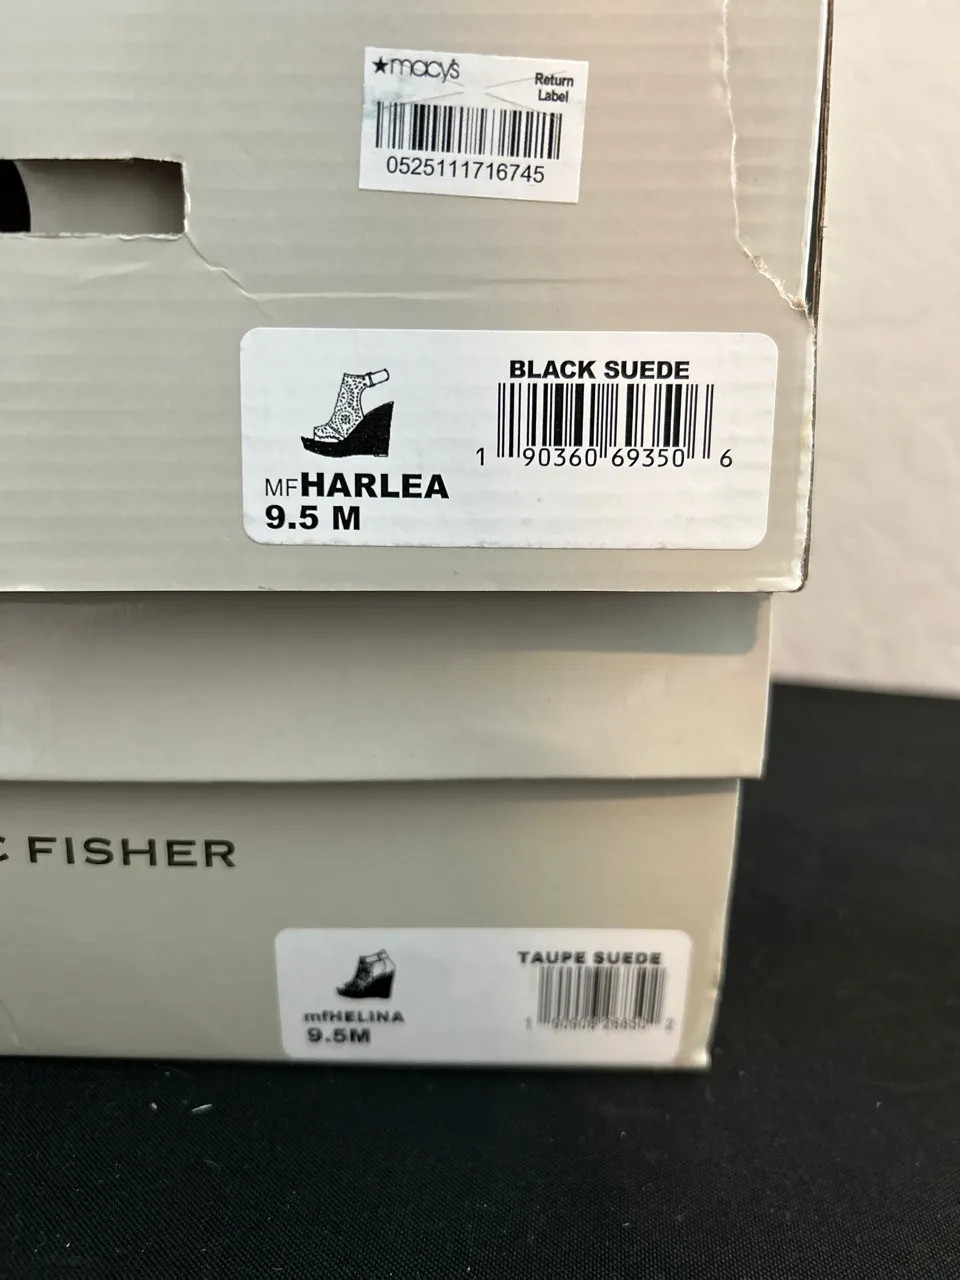 ★macy's
Return
Label
0525111716745
BLACK SUEDE
1 90360 69350 6
MFHARLEA
9.5 M
C FISHER
TAUPE SUEDE
mfHELINA
9.5M